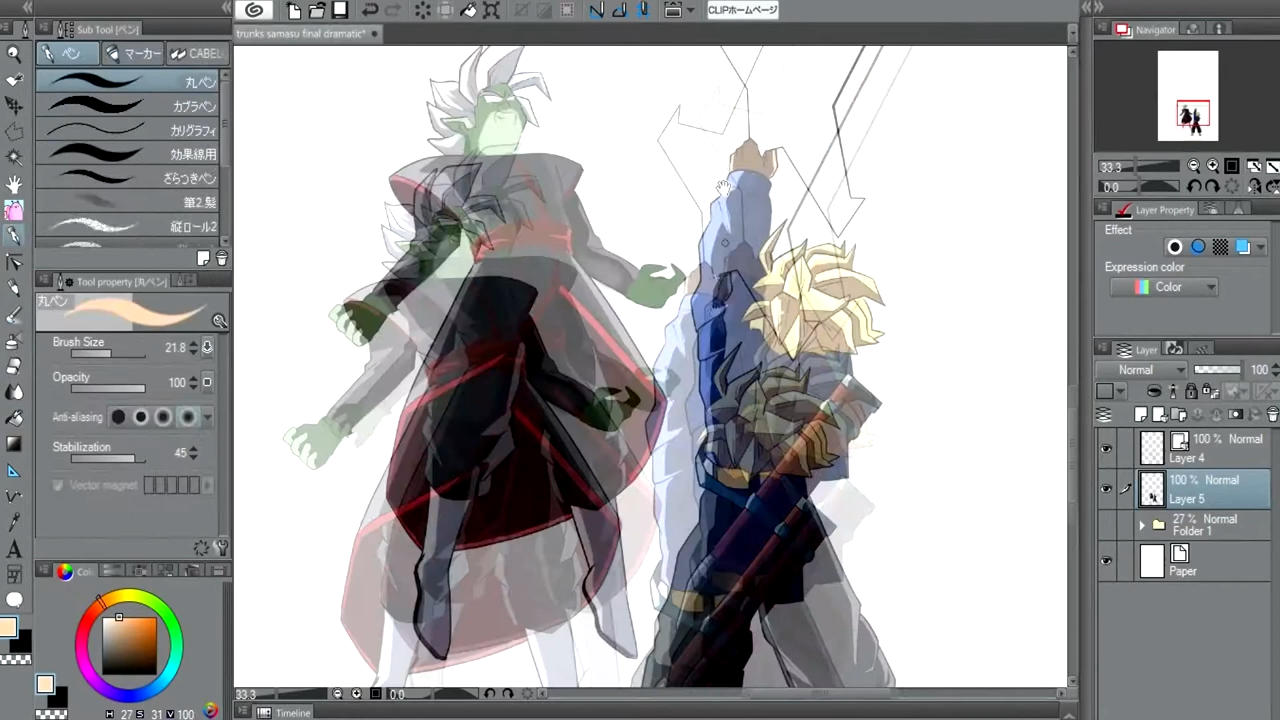 CLIPホームページ
Sub Tool [ペン]
trunks samasu final dramatic*
Navigator
ペン
マーカー
CABEL
丸ペン
カブラペン
カリグラフィ
効果線用
ざらつきペン
筆2.髪
縦ロール2
33.3
0.0
Layer Property
Effect
Expression color
Color
Tool property [丸ペン]
丸ペン
Brush Size
21.8
Opacity
100
Anti-aliasing
Stabilization
45
Vector magnet
Layer
Normal
100
100 % Normal
Layer 4
100 % Normal
Layer 5
27 % Normal
Folder 1
Paper
H 27 S 31 V 100
33.3
0.0
Timeline